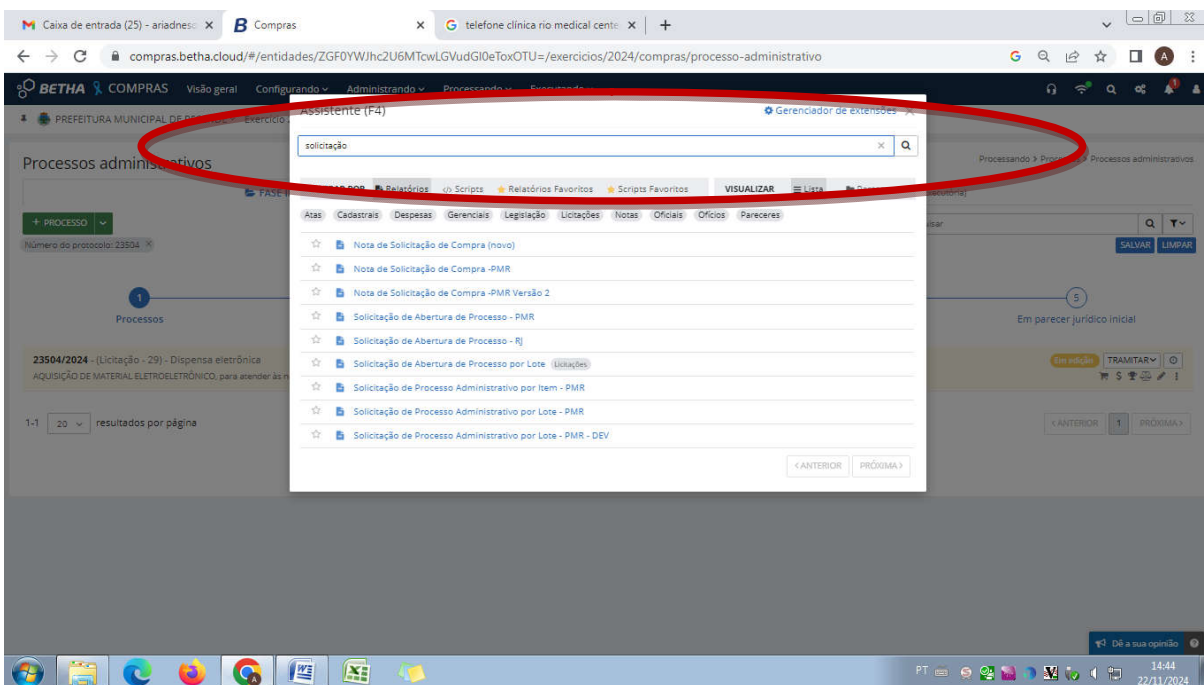 Caixa de entrada (25) - ariadnesc
Compras
telefone clínica rio medical cente
compras.betha.cloud/#/entidades/ZGF0YWJhc2U6MTcwLGVudGl0eToxOTU=/exercicios/2024/compras/processo-administrativo
A
BETHA COMPRAS Visão geral Configurando Administrando Processando
PREFEITURA MUNICIPAL DE
Assistente (F4)
Gerenciador de extensões
solicitação
Processos administrativos
Processando > > Processos administrativos
Relatórios </> Scripts Relatórios Favoritos Scripts Favoritos VISUALIZAR Lista
+ PROCESSO
Atas Cadastrais Despesas Gerenciais Legislação Licitações Notas Oficiais Ofícios Pareceres
Número do protocolo: 23504
SALVAR LIMPAR
Nota de Solicitação de Compra (novo)
Nota de Solicitação de Compra -PMR
Nota de Solicitação de Compra -PMR Versão 2
Solicitação de Abertura de Processo - PMR
Solicitação de Abertura de Processo - RJ
Solicitação de Abertura de Processo por Lote Licitações
Solicitação de Processo Administrativo por Item - PMR
Solicitação de Processo Administrativo por Lote - PMR
Solicitação de Processo Administrativo por Lote - PMR - DEV
< ANTERIOR PRÓXIMA >
1
Processos
5
Em parecer jurídico inicial
23504/2024 - (Licitação - 29) - Dispensa eletrônica
Em edição TRAMITAR
AQUISIÇÃO DE MATERIAL ELETROELETRÔNICO, para atender às n
1-1 20 resultados por página
< ANTERIOR 1 PRÓXIMA >
Dê a sua opinião
PT
14:44
22/11/2024